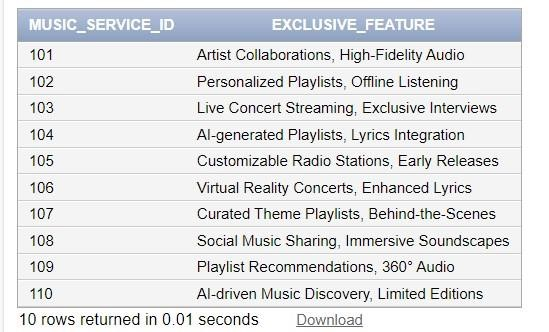 MUSIC_SERVICE_ID EXCLUSIVE_FEATURE
101 Artist Collaborations, High-Fidelity Audio
102 Personalized Playlists, Offline Listening
103 Live Concert Streaming, Exclusive Interviews
104 AI-generated Playlists, Lyrics Integration
105 Customizable Radio Stations, Early Releases
106 Virtual Reality Concerts, Enhanced Lyrics
107 Curated Theme Playlists, Behind-the-Scenes
108 Social Music Sharing, Immersive Soundscapes
109 Playlist Recommendations, 360° Audio
110 AI-driven Music Discovery, Limited Editions
10 rows returned in 0.01 seconds Download